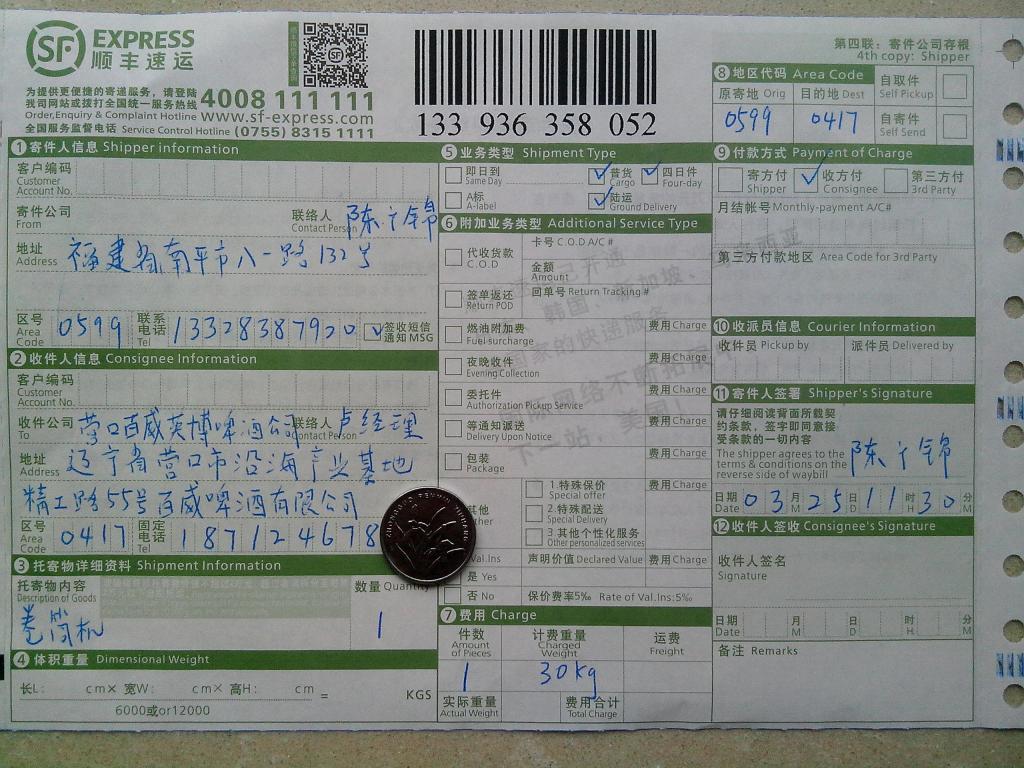 SF EXPRESS
顺丰速运
为提供更便捷的寄递服务，请登陆
我司网站或拨打全国统一服务热线 4008 111 111
Order,Enquiry & Complaint Hotline www.sf-express.com
全国服务监督电话 Service Control Hotline (0755) 8315 1111
133 936 358 052
第四联：寄件公司存根
4th copy: Shipper
1 寄件人信息 Shipper information
客户编码
Customer
Account No.
寄件公司
From
联络人
Contact Person
陈广锦
地址
Address
福建省南平市八一路132号
区号
Area
Code
0599
联系
电话
13328387920
签收短信
通知MSG
2 收件人信息 Consignee Information
客户编码
Customer
Account No.
收件公司
To
营口百威英博啤酒公司
联络人
Contact Person
卢经理
地址
Address
辽宁省营口市沿海产业基地
精工路55号百威啤酒有限公司
区号
Area
Code
0417
固定
电话
Tel
187124678
3 托寄物详细资料 Shipment Information
托寄物内容
Description of Goods
数量 Quantity
卷筒机
1
4 体积重量 Dimensional Weight
长L: cm× 宽W: cm× 高H: cm = KGS
6000或or12000
5 业务类型 Shipment Type
即日到
Same Day
普货
Cargo
四日件
Four-day
A标
A-label
陆运
Ground Delivery
6 附加业务类型 Additional Service Type
代收货款
C.O.D
卡号 C.O.D A/C #
金额
Amount
签单返还
Return POD
回单号 Return Tracking #
燃油附加费
Fuel surcharge
费用 Charge
夜晚收件
Evening Collection
费用 Charge
委托件
Authorization Pickup Service
费用 Charge
等通知派送
Delivery Upon Notice
费用 Charge
包装
Package
费用 Charge
其他
1.特殊保价
Special offer
费用 Charge
2.特殊配送
Special Delivery
3 其他个性化服务
Other personalized services
Val.Ins
声明价值 Declared Value
费用 Charge
是 Yes
否 No
保价费率5‰ Rate of Val.Ins:5‰
7 费用 Charge
件数
Amount
of Pieces
计费重量
Charged
Weight
运费
Freight
1
30kg
实际重量
Actual Weight
费用合计
Total Charge
8 地区代码 Area Code
原寄地 Orig
目的地 Dest
0599
0417
自取件
Self Pickup
自寄件
Self Send
9 付款方式 Payment of Charge
寄方付
Shipper
收方付
Consignee
第三方付
3rd Party
月结帐号 Monthly-payment A/C#
第三方付款地区 Area Code for 3rd Party
10 收派员信息 Courier Information
收件员 Pickup by
派件员 Delivered by
11 寄件人签署 Shipper's Signature
请仔细阅读背面所载契
约条款，签字即同意接
受条款的一切内容
The shipper agrees to the
terms & conditions on the
reverse side of waybill
陈广锦
日期 Date 03 月 M 25 日 D 11 时 H 30 分 M
12 收件人签收 Consignee's Signature
收件人签名
Signature
日期 Date 月 M 日 D 时 H 分 M
备注 Remarks